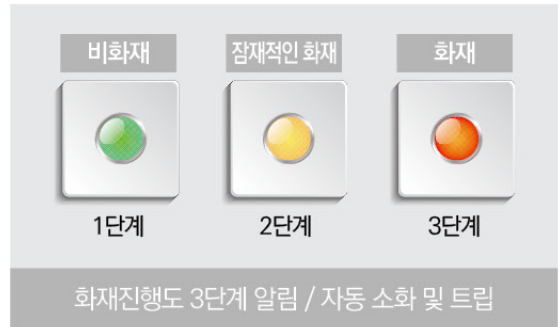 비화재 잠재적인 화재 화재
1단계 2단계 3단계
화재진행도 3단계 알림 / 자동 소화 및 트립